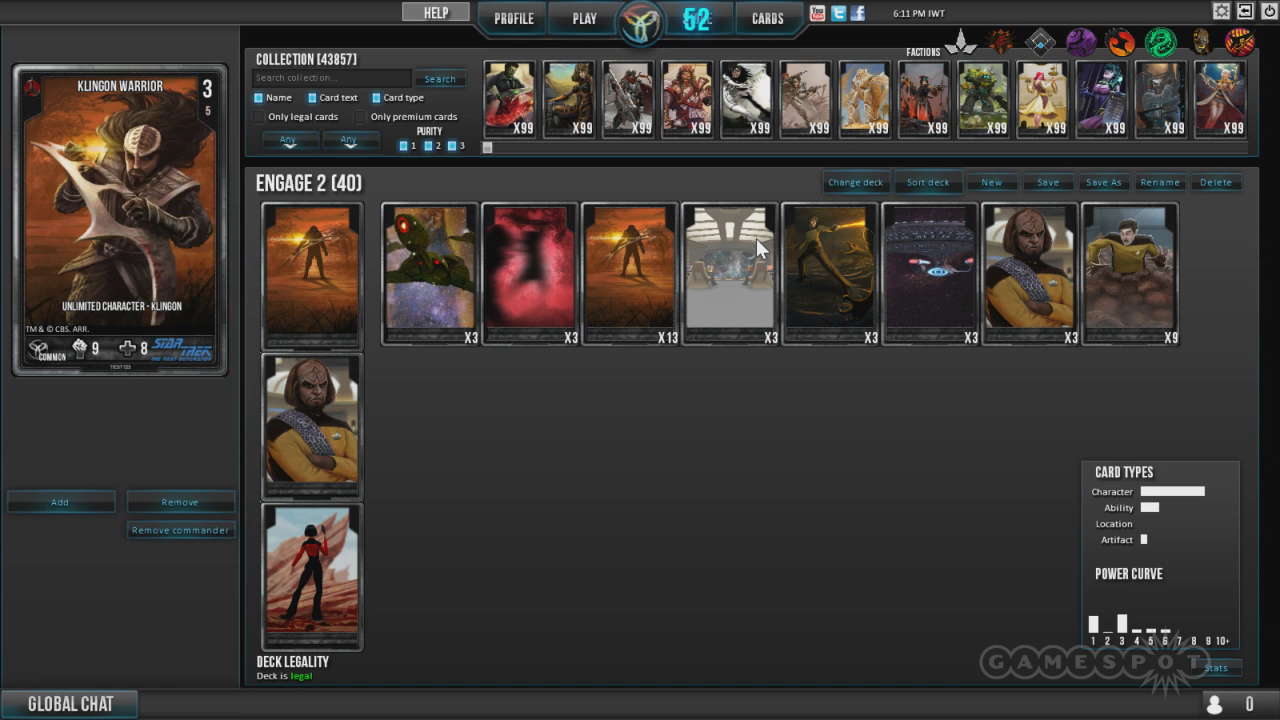 HELP
PROFILE
PLAY
52
CARDS
6:11 PM IWT
COLLECTION (43857)
Search collection...
Search
Name
Card text
Card type
Only legal cards
Only premium cards
Any
Any
PURITY
1
2
3
FACTIONS
X99
X99
X99
X99
X99
X99
X99
X99
X99
X99
X99
X99
X99
KLINGON WARRIOR
3
5
UNLIMITED CHARACTER - KLINGON
TM & © CBS. ARR.
COMMON
9
8
STAR TREK
THE NEXT GENERATION
TEST 123
Add
Remove
Remove commander
ENGAGE 2 (40)
Change deck
Sort deck
New
Save
Save As
Rename
Delete
X3
X3
X13
X3
X3
X3
X3
X9
CARD TYPES
Character
Ability
Location
Artifact
POWER CURVE
1 2 3 4 5 6 7 8 9 10+
Stats
GAMESPOT
DECK LEGALITY
Deck is legal
GLOBAL CHAT
0